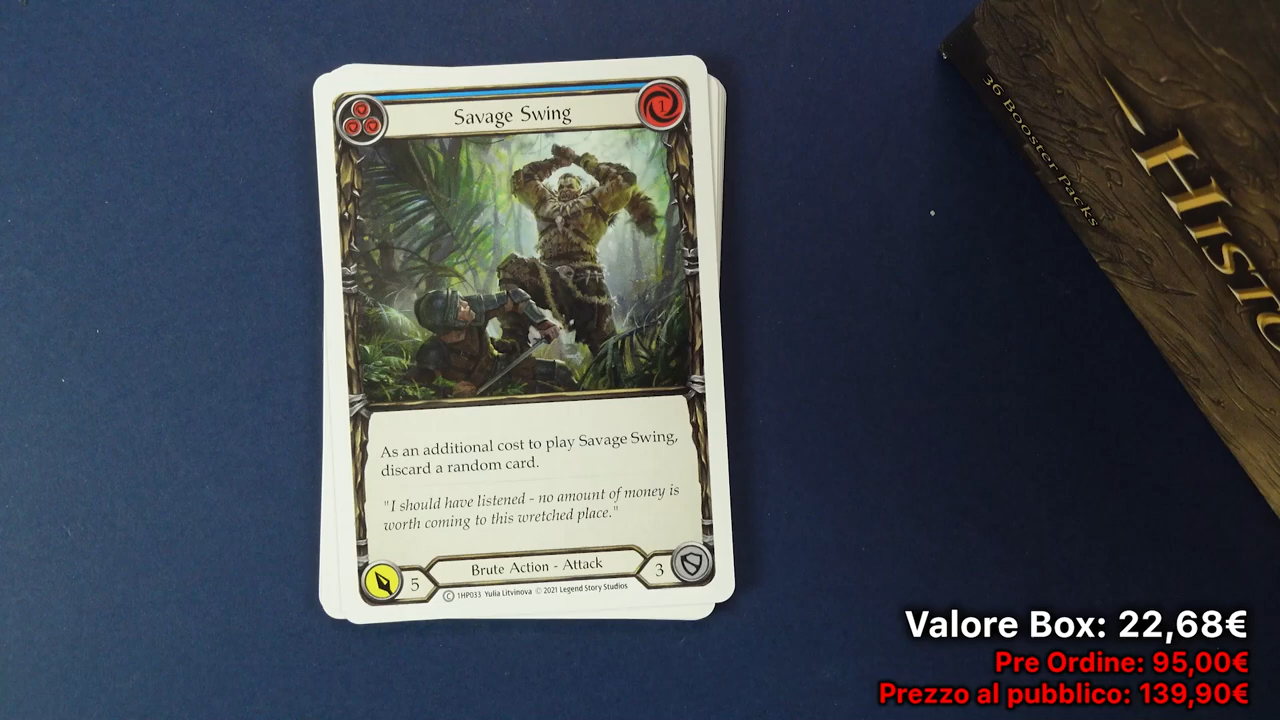 Savage Swing
1
As an additional cost to play Savage Swing,
discard a random card.
"I should have listened - no amount of money is
worth coming to this wretched place."
5
Brute Action - Attack
3
C 1HP033 Yulia Litvinova © 2021 Legend Story Studios
36 Booster Packs
Valore Box: 22,68€
Pre Ordine: 95,00€
Prezzo al pubblico: 139,90€